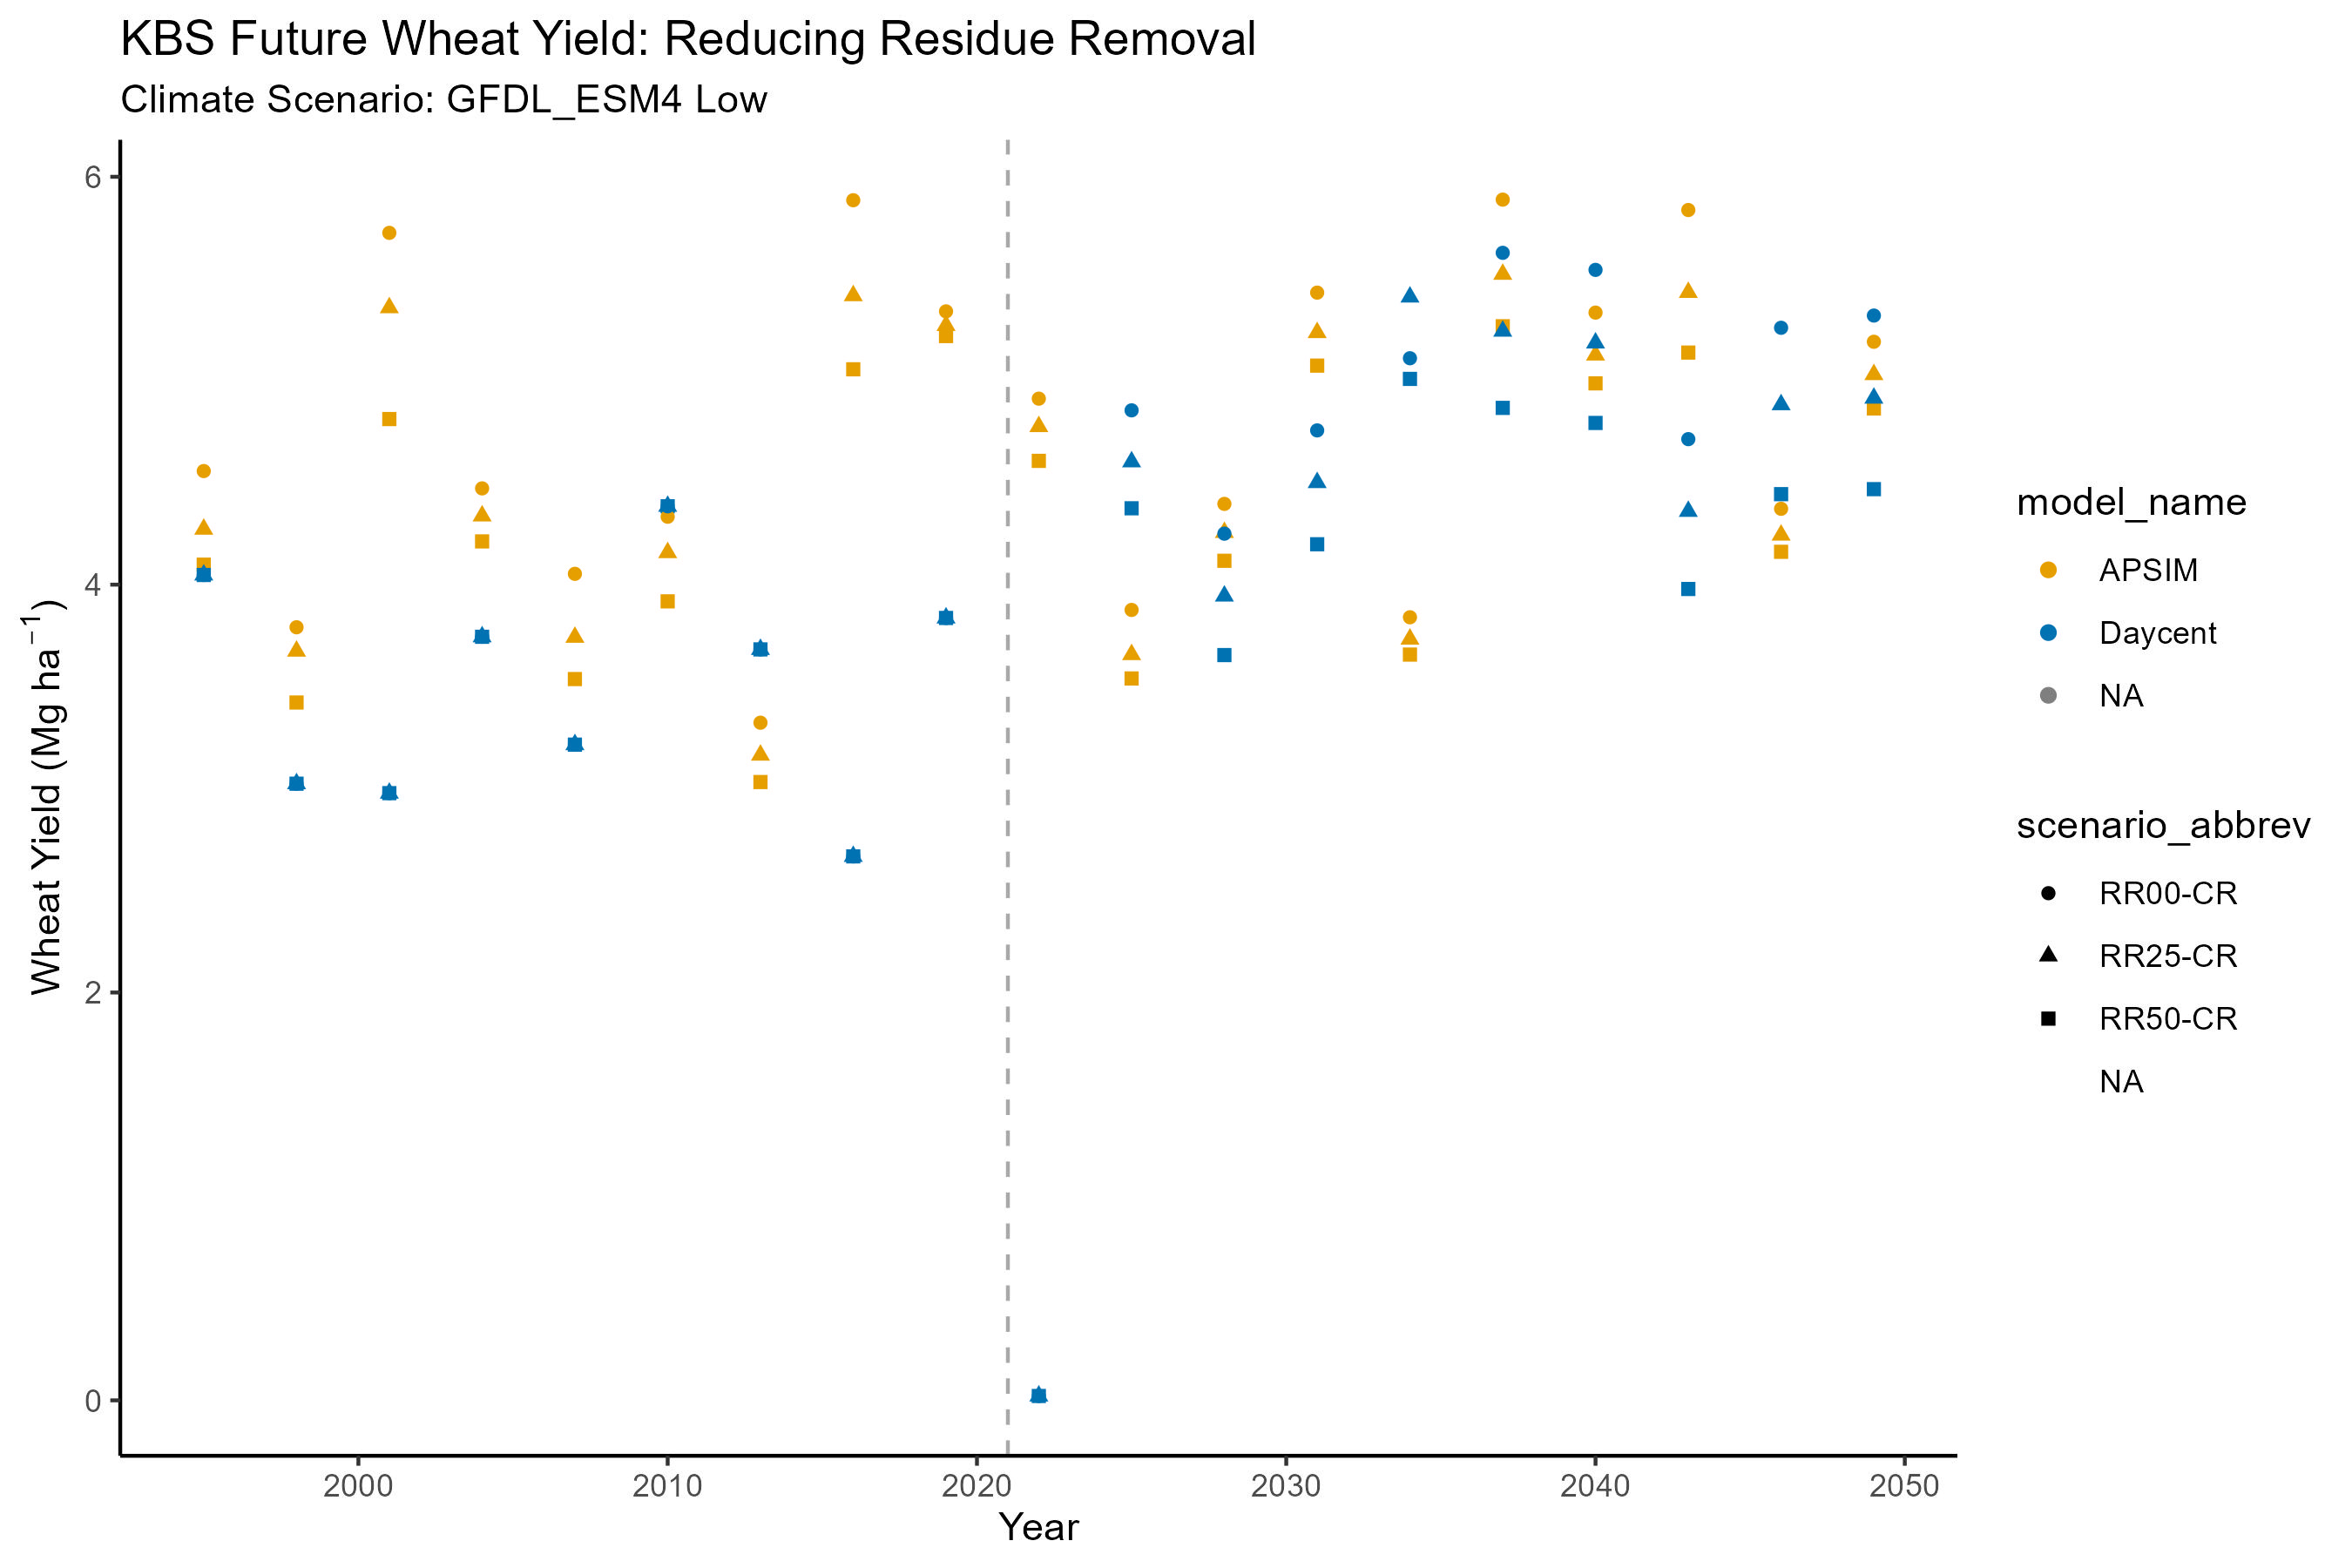 KBS Future Wheat Yield: Reducing Residue Removal
Climate Scenario: GFDL_ESM4 Low
Wheat Yield (Mg ha⁻¹)
6
4
2
0
2000
2010
2020
2030
2040
2050
Year
model_name
APSIM
Daycent
NA
scenario_abbrev
RR00-CR
RR25-CR
RR50-CR
NA